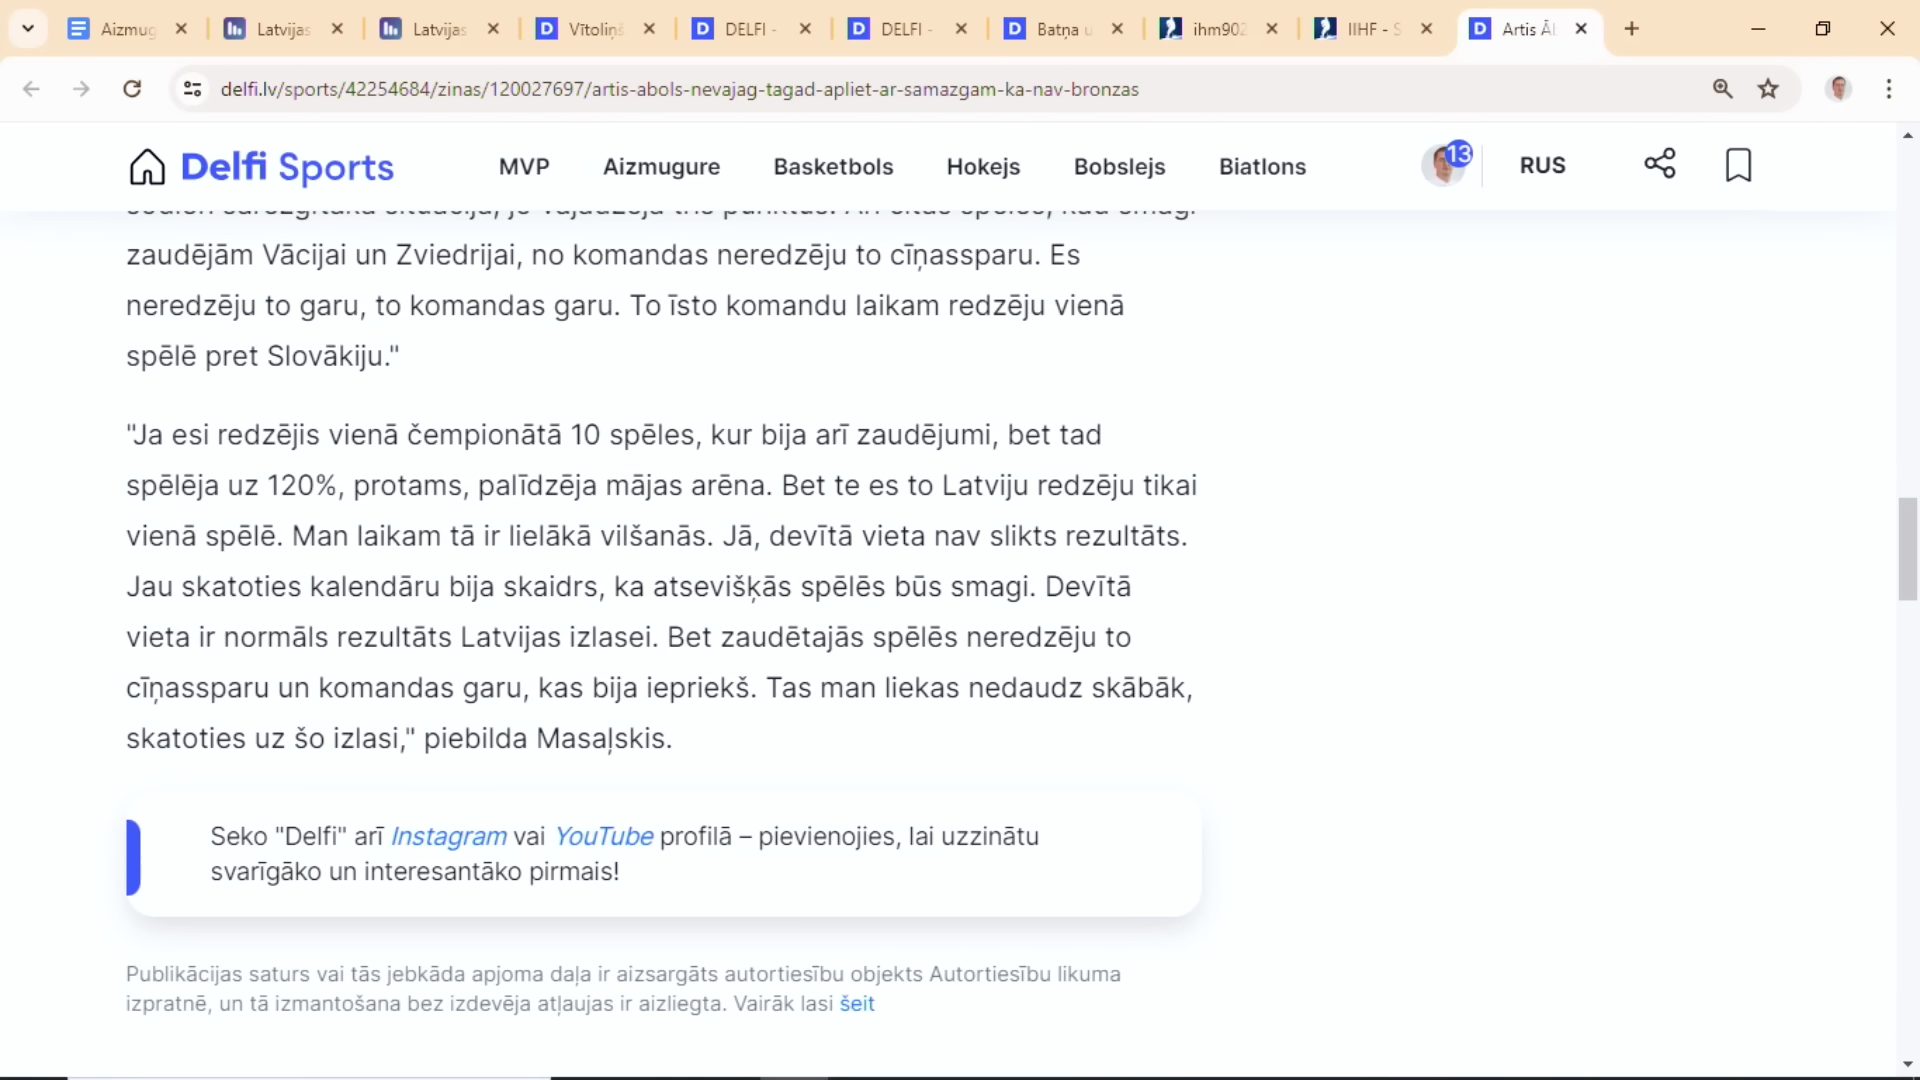 Aizmug
Latvijas
Latvijas
Vītoliņš
DELFI -
DELFI -
Batņa u
ihm902
IIHF - S
Artis Āb
delfi.lv/sports/42254684/zinas/120027697/artis-abols-nevajag-tagad-apliet-ar-samazgam-ka-nav-bronzas
Delfi Sports
MVP
Aizmugure
Basketbols
Hokejs
Bobslejs
Biatlons
13
RUS
zaudējām Vācijai un Zviedrijai, no komandas neredzēju to cīņassparu. Es
neredzēju to garu, to komandas garu. To īsto komandu laikam redzēju vienā
spēlē pret Slovākiju."
"Ja esi redzējis vienā čempionātā 10 spēles, kur bija arī zaudējumi, bet tad
spēlēja uz 120%, protams, palīdzēja mājas arēna. Bet te es to Latviju redzēju tikai
vienā spēlē. Man laikam tā ir lielākā vilšanās. Jā, devītā vieta nav slikts rezultāts.
Jau skatoties kalendāru bija skaidrs, ka atsevišķās spēlēs būs smagi. Devītā
vieta ir normāls rezultāts Latvijas izlasei. Bet zaudētajās spēlēs neredzēju to
cīņassparu un komandas garu, kas bija iepriekš. Tas man liekas nedaudz skābāk,
skatoties uz šo izlasi," piebilda Masaļskis.
Seko "Delfi" arī Instagram vai YouTube profilā – pievienojies, lai uzzinātu
svarīgāko un interesantāko pirmais!
Publikācijas saturs vai tās jebkāda apjoma daļa ir aizsargāts autortiesību objekts Autortiesību likuma
izpratnē, un tā izmantošana bez izdevēja atļaujas ir aizliegta. Vairāk lasi šeit